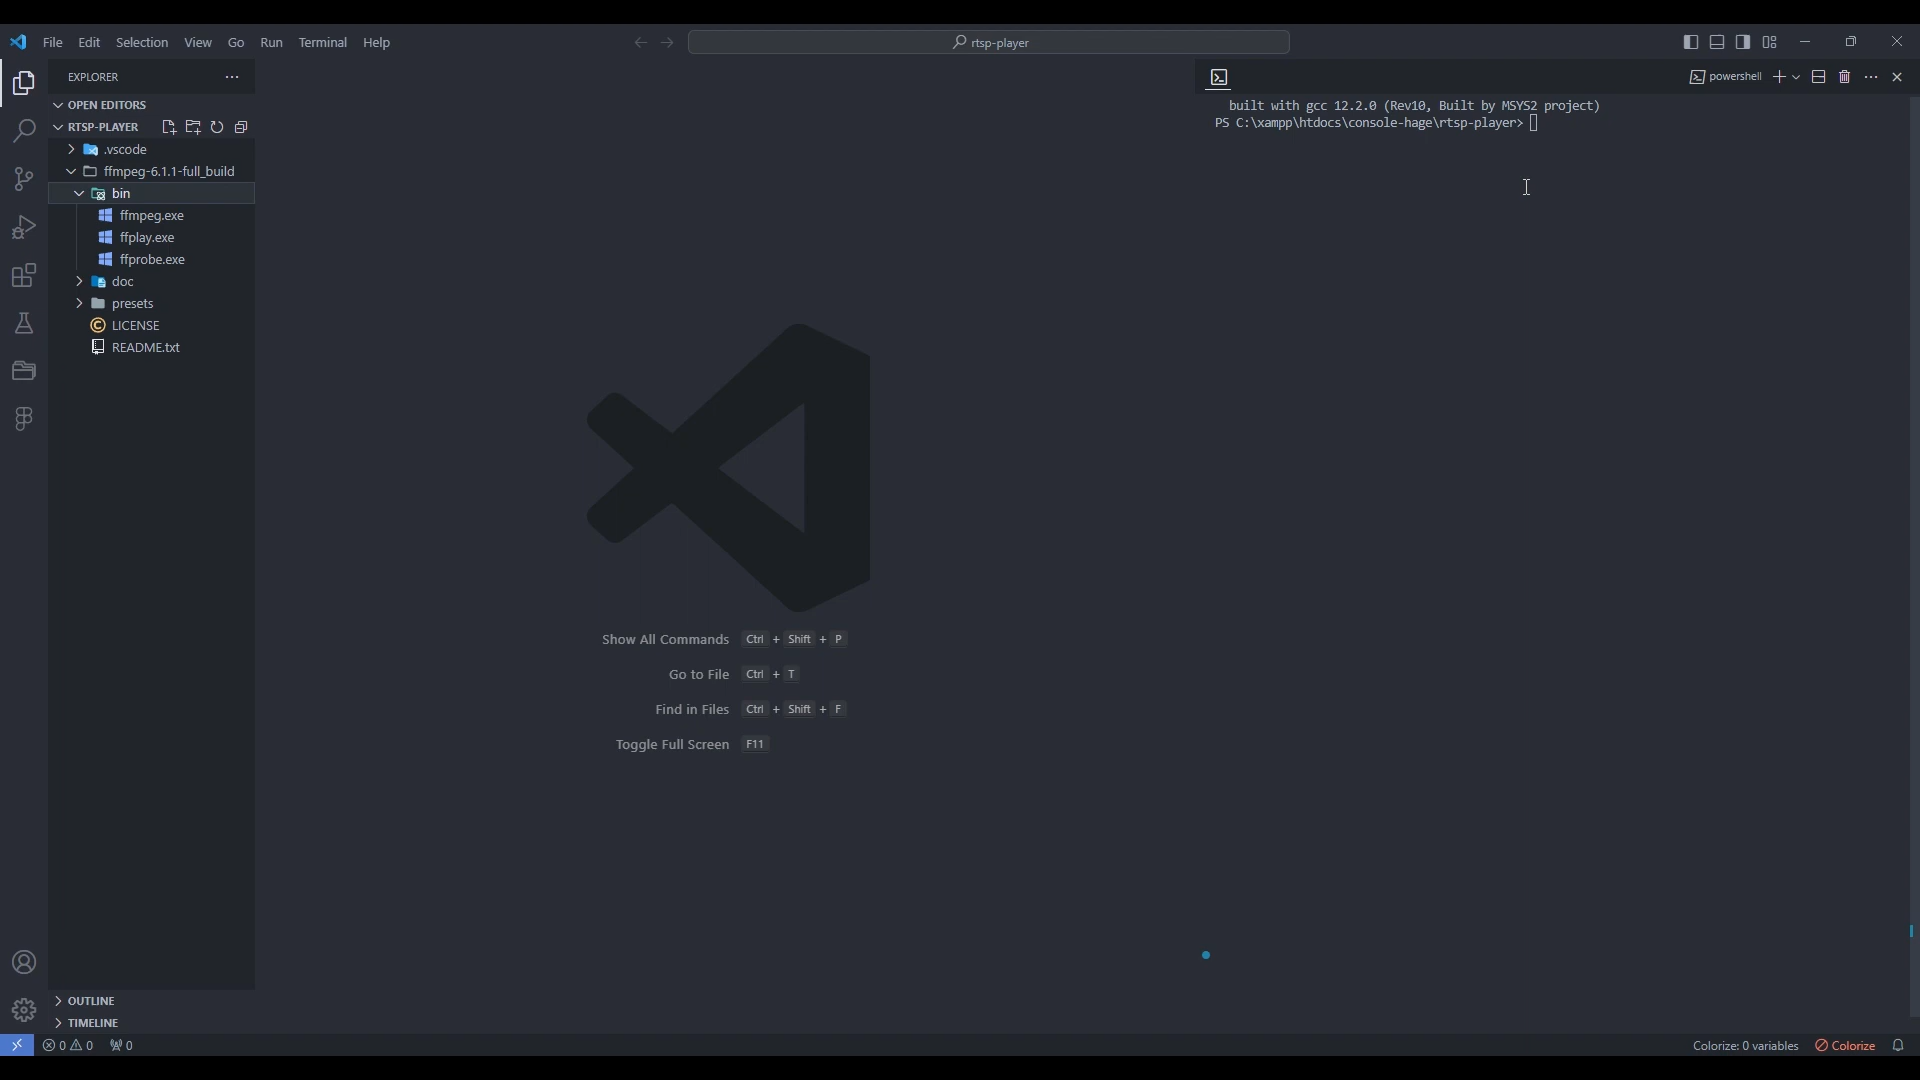 File Edit Selection View Go Run Terminal Help
rtsp-player
EXPLORER
OPEN EDITORS
RTSP-PLAYER
.vscode
ffmpeg-6.1.1-full_build
bin
ffmpeg.exe
ffplay.exe
ffprobe.exe
doc
presets
LICENSE
README.txt
OUTLINE
TIMELINE
Show All Commands Ctrl + Shift + P
Go to File Ctrl + T
Find in Files Ctrl + Shift + F
Toggle Full Screen F11
powershell
built with gcc 12.2.0 (Rev10, Built by MSYS2 project)
PS C:\xampp\htdocs\console-hage\rtsp-player>
0 0 0
Colorize: 0 variables Colorize